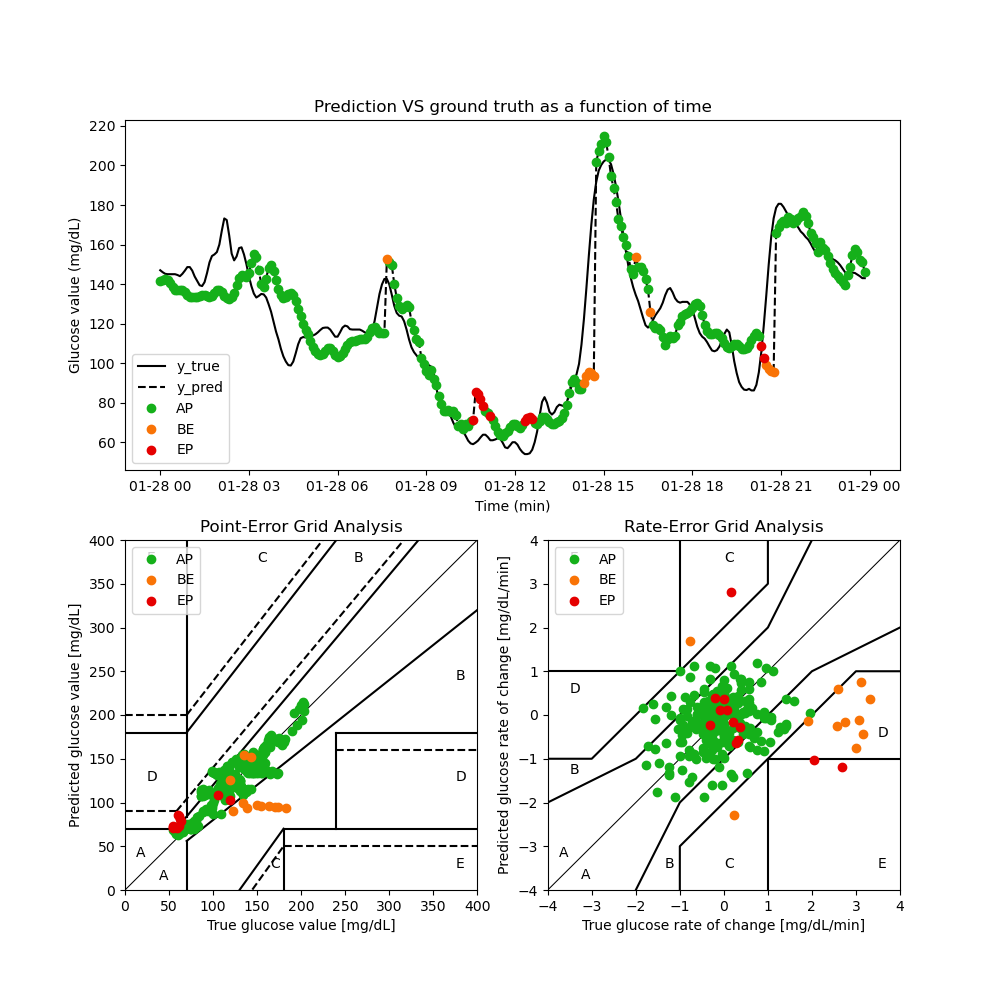 Prediction VS ground truth as a function of time
Glucose value (mg/dL)
220
200
180
160
140
120
100
80
60
y_true
y_pred
AP
BE
EP
01-28 00 01-28 03 01-28 06 01-28 09 01-28 12 01-28 15 01-28 18 01-28 21 01-29 00
Time (min)
Point-Error Grid Analysis
Predicted glucose value [mg/dL]
400
350
300
250
200
150
100
50
0
AP
BE
EP
C B
B
D D
A
A
C E
0 50 100 150 200 250 300 350 400
True glucose value [mg/dL]
Rate-Error Grid Analysis
Predicted glucose rate of change [mg/dL/min]
4
3
2
1
0
−1
−2
−3
−4
AP
BE
EP
C
D
D
B
A
A
B C E
−4 −3 −2 −1 0 1 2 3 4
True glucose rate of change [mg/dL/min]